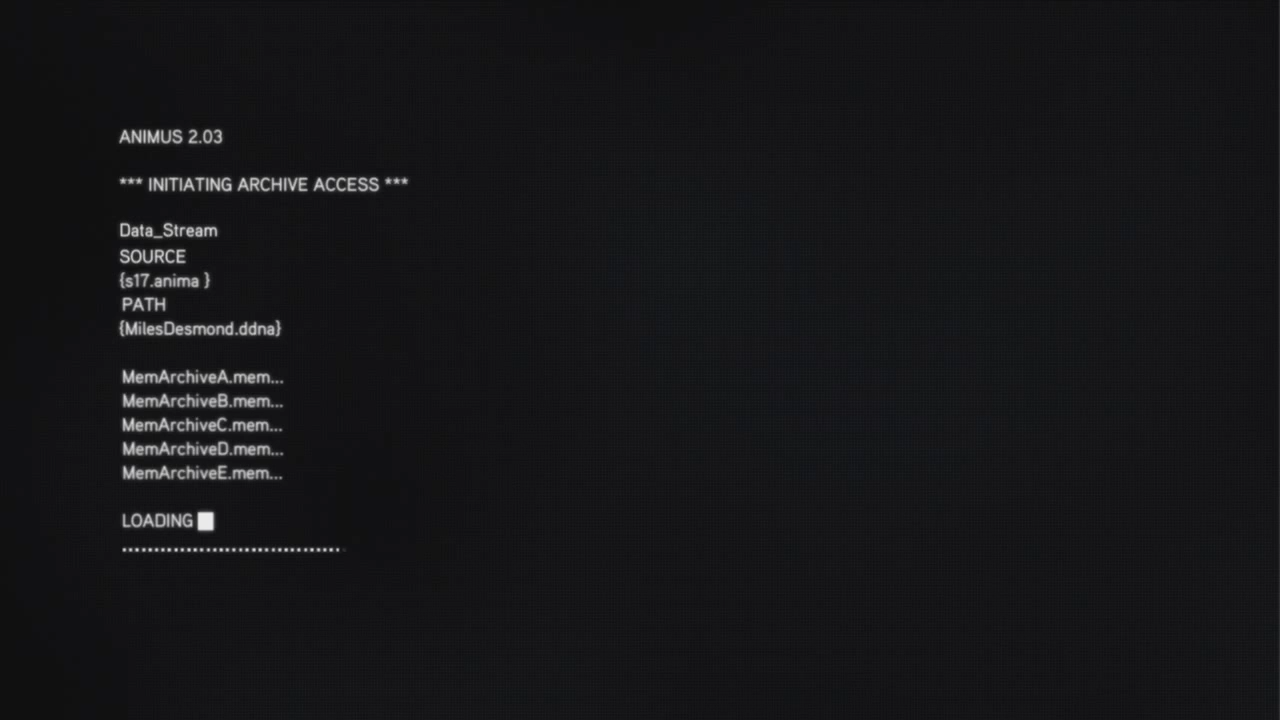 ANIMUS 2.03
*** INITIATING ARCHIVE ACCESS ***
Data_Stream
SOURCE
{s17.anima }
PATH
{MilesDesmond.ddna}
MemArchiveA.mem...
MemArchiveB.mem...
MemArchiveC.mem...
MemArchiveD.mem...
MemArchiveE.mem...
LOADING